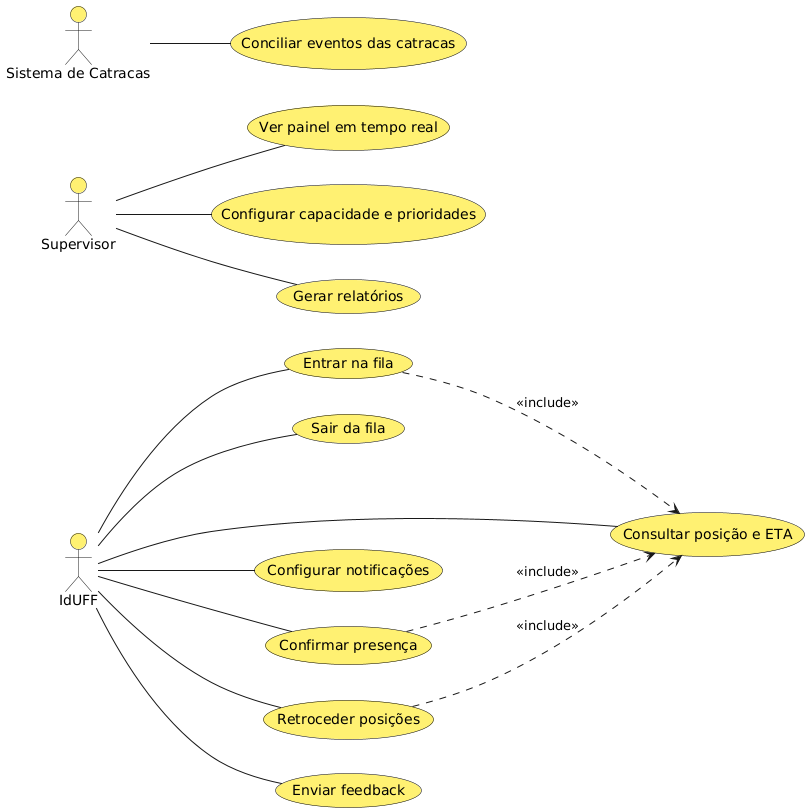 Sistema de Catracas
Conciliar eventos das catracas
Ver painel em tempo real
Supervisor
Configurar capacidade e prioridades
Gerar relatórios
Entrar na fila
«include»
Sair da fila
Consultar posição e ETA
IdUFF
Configurar notificações
«include»
Confirmar presença
«include»
Retroceder posições
Enviar feedback